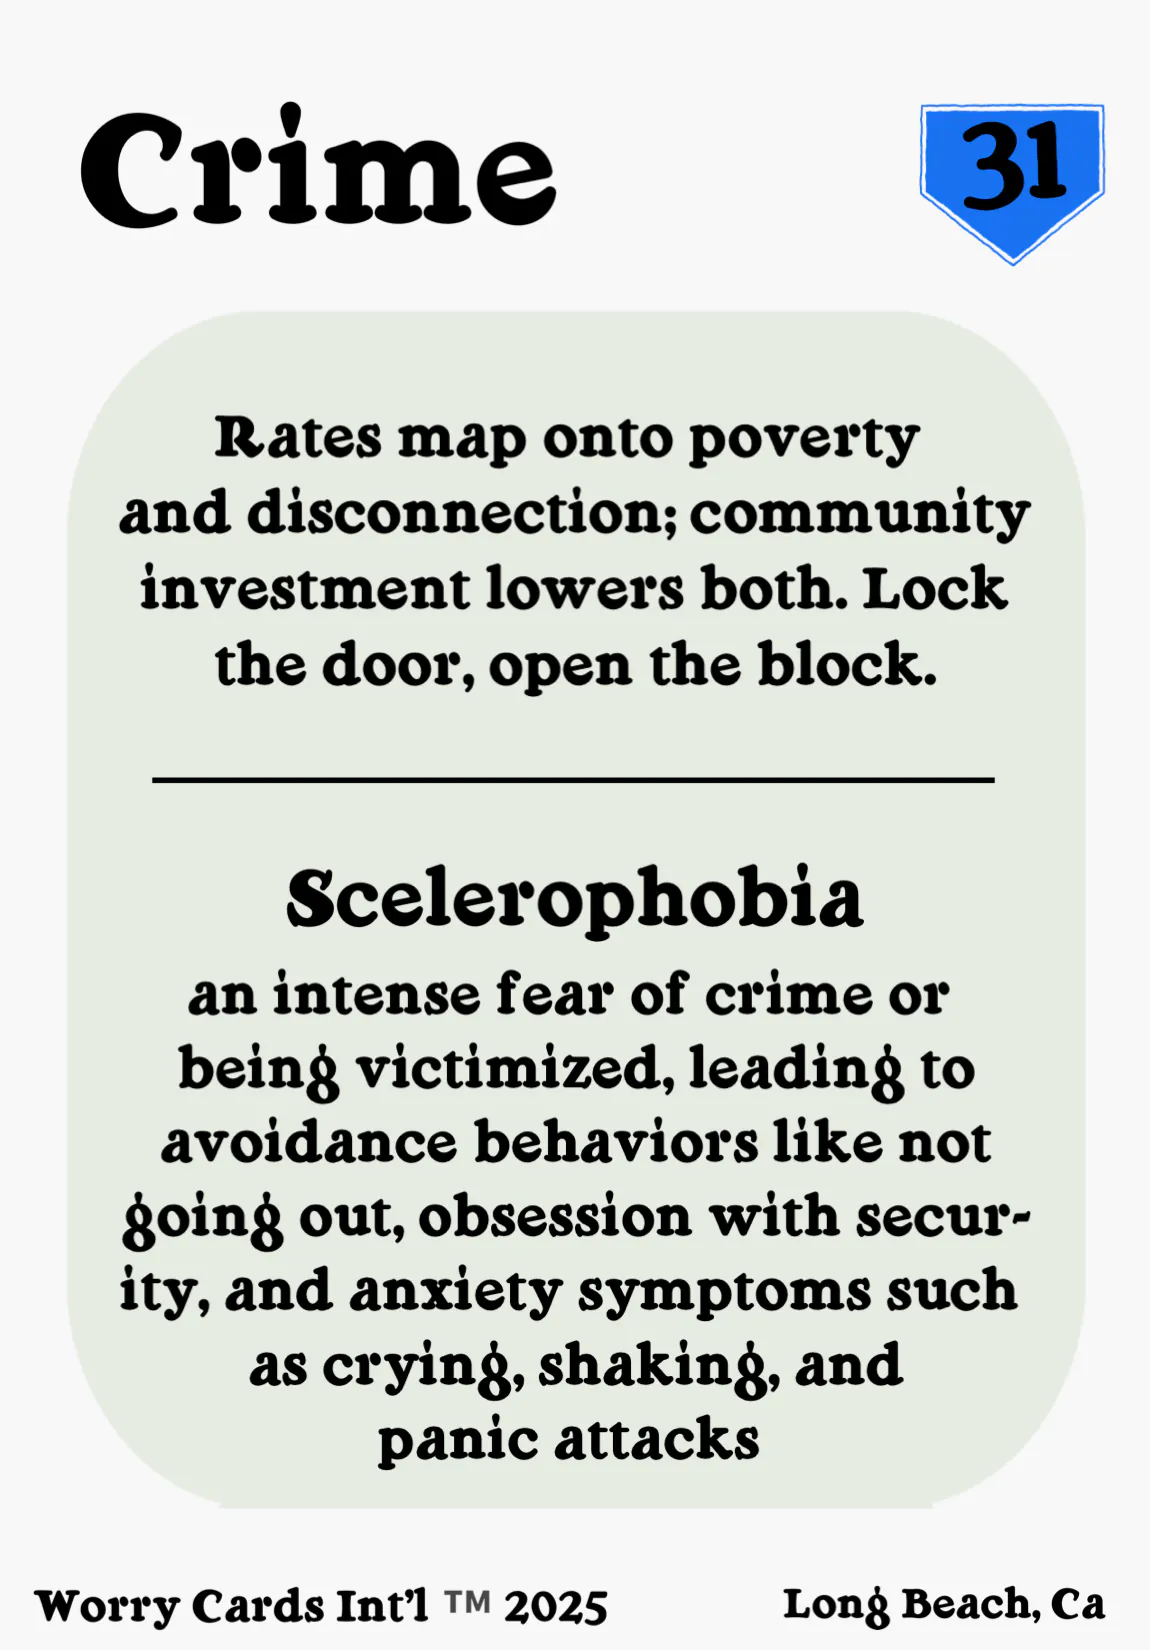 Crime
31
Rates map onto poverty
and disconnection; community
investment lowers both. Lock
the door, open the block.
Scelerophobia
an intense fear of crime or
being victimized, leading to
avoidance behaviors like not
going out, obsession with secur-
ity, and anxiety symptoms such
as crying, shaking, and
panic attacks
Worry Cards Int'l ™ 2025
Long Beach, Ca